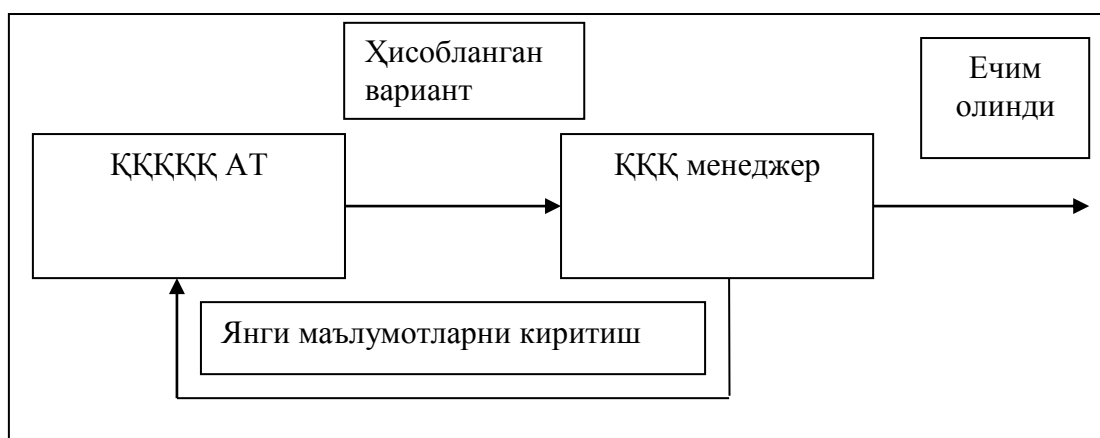 Ҳисобланган
вариант
Ечим
олинди
ҚҚҚҚҚ АТ
ҚҚҚ менеджер
Янги маълумотларни киритиш